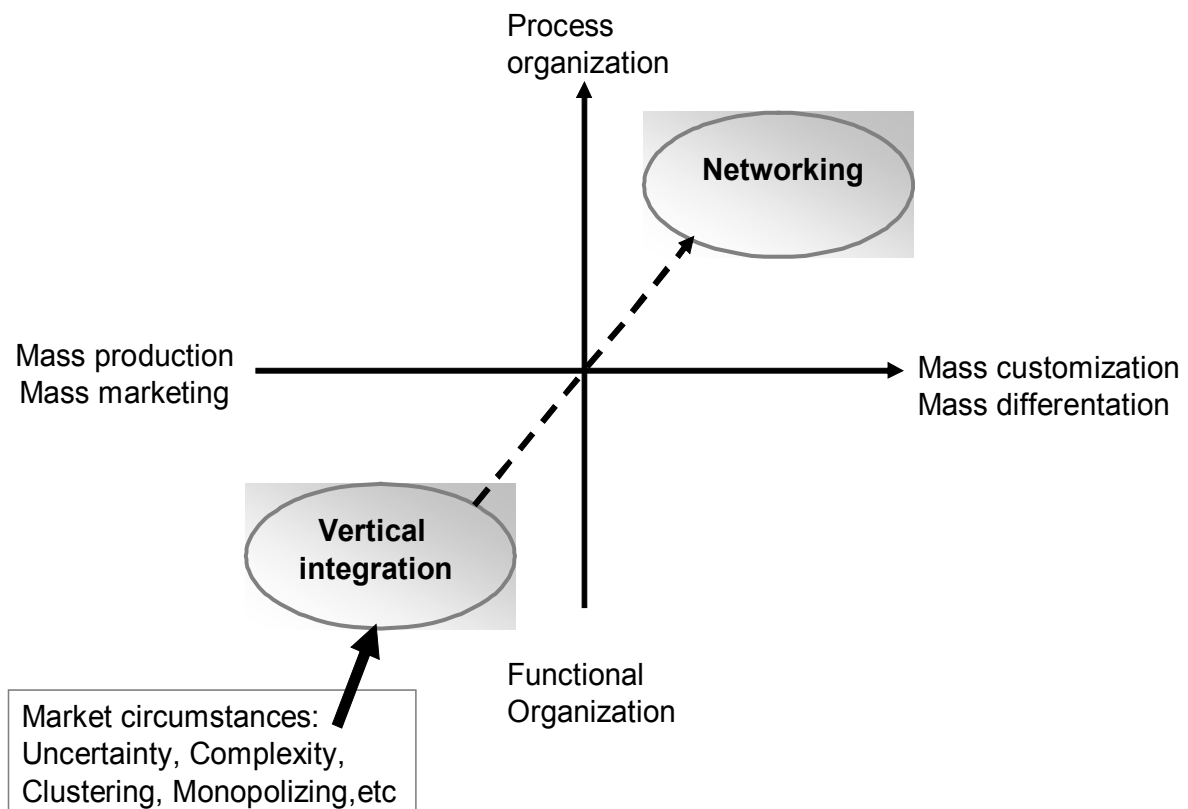 Process
organization
Networking
Mass production
Mass marketing
Mass customization
Mass differentation
Vertical
integration
Functional
Organization
Market circumstances:
Uncertainty, Complexity,
Clustering, Monopolizing,etc